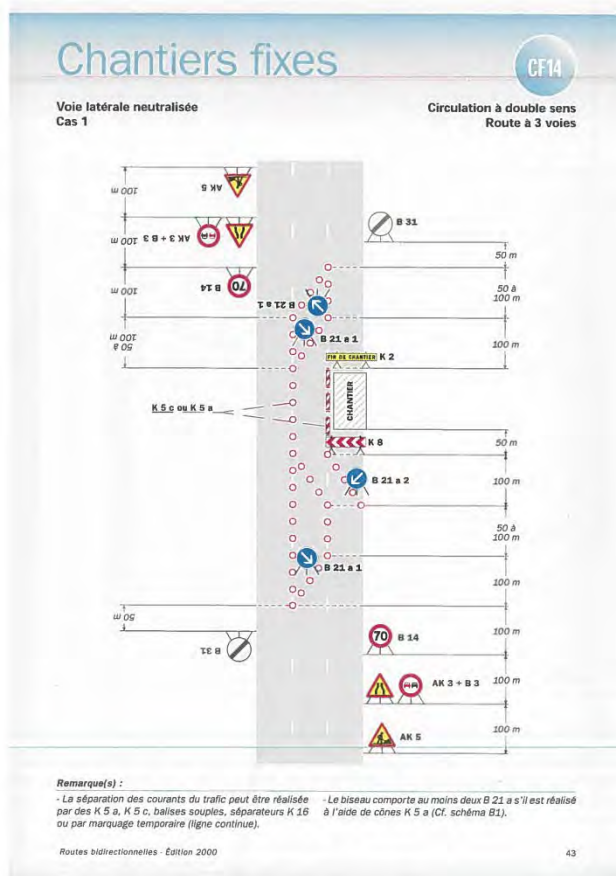 Chantiers fixes
CF14
Voie latérale neutralisée
Cas 1
Circulation à double sens
Route à 3 voies
100 m
AK 5
100 m
AK 3 + B 3
B 31
50 m
100 m
70
B 14
B 21 a 1
50 à
100 m
50 à
100 m
B 21 a 1
100 m
FIN DE CHANTIER
K 2
CHANTIER
K 5 c ou K 5 a
K 8
50 m
B 21 a 2
100 m
50 à
100 m
B 21 a 1
100 m
50 m
B 31
70
B 14
100 m
AK 3 + B 3
100 m
AK 5
100 m
Remarque(s) :
- La séparation des courants du trafic peut être réalisée
par des K 5 a, K 5 c, balises souples, séparateurs K 16
ou par marquage temporaire (ligne continue).
- Le biseau comporte au moins deux B 21 a s'il est réalisé
à l'aide de cônes K 5 a (Cf. schéma B1).
Routes bidirectionnelles - Édition 2000
43